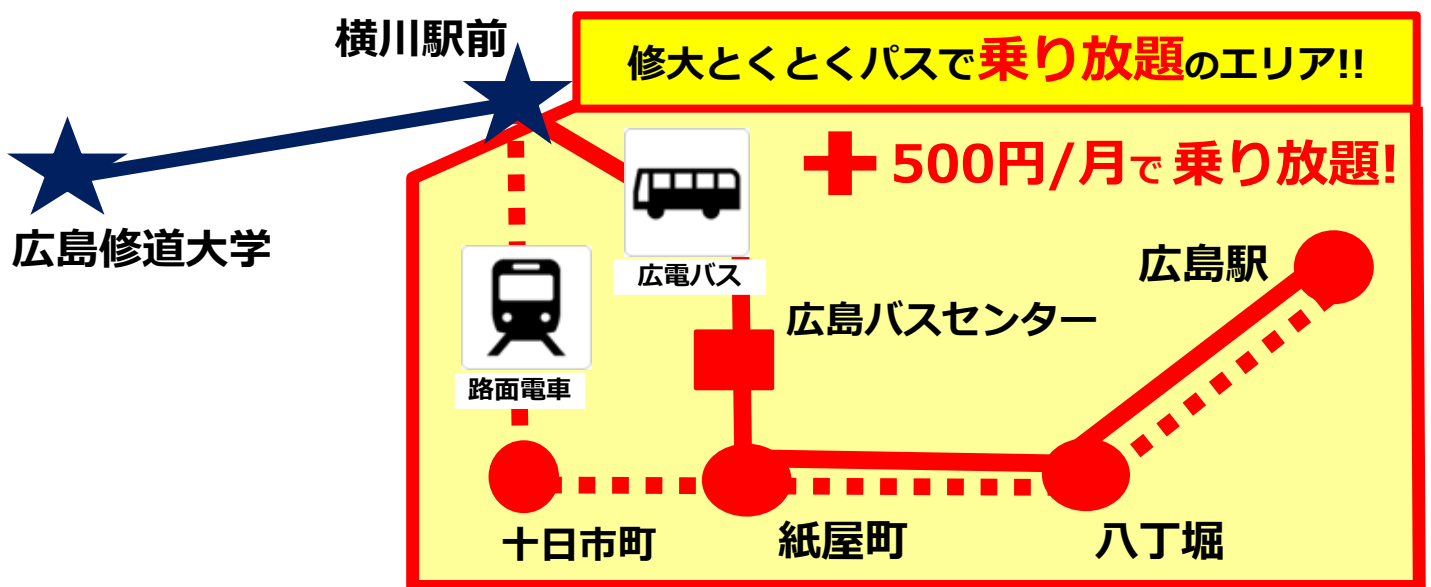 横川駅前
修大とくとくパスで乗り放題のエリア!!
+500円/月で乗り放題!
広島修道大学
広電バス
広島駅
広島バスセンター
路面電車
十日市町
紙屋町
八丁堀